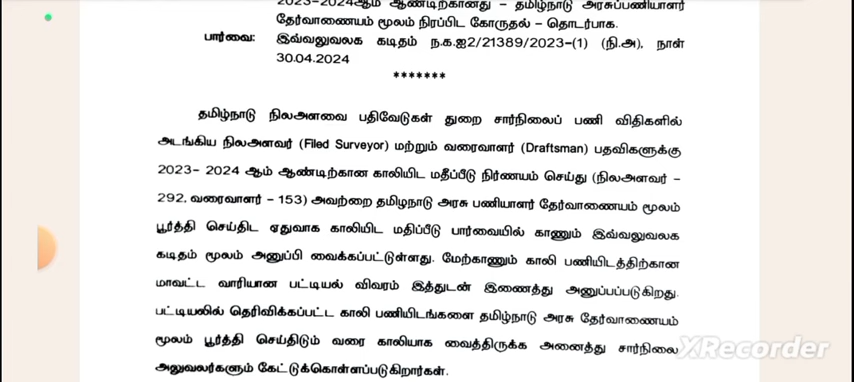 2023-2024ஆம் ஆண்டிற்கானது - தமிழ்நாடு அரசுப்பணியாளர்
தேர்வாணையம் மூலம் நிரப்பிட கோருதல் - தொடர்பாக.
பார்வை: இவ்வலுவலக கடிதம் ந.க.ஐ2/21389/2023-(1) (நி.அ), நாள்
30.04.2024
*******
தமிழ்நாடு நிலஅளவை பதிவேடுகள் துறை சார்நிலைப் பணி விதிகளில்
அடங்கிய நிலஅளவர் (Filed Surveyor) மற்றும் வரைவாளர் (Draftsman) பதவிகளுக்கு
2023- 2024 ஆம் ஆண்டிற்கான காலியிட மதீப்பீடு நிர்ணயம் செய்து (நிலஅளவர் -
292, வரைவாளர் - 153) அவற்றை தமிழநாடு அரசு பணியாளர் தேர்வாணையம் மூலம்
பூர்த்தி செய்திட ஏதுவாக காலியிட மதிப்பீடு பார்வையில் காணும் இவ்வலுவலக
கடிதம் மூலம் அனுப்பி வைக்கப்பட்டுள்ளது. மேற்காணும் காலி பணியிடத்திற்கான
மாவட்ட வாரியான பட்டியல் விவரம் இத்துடன் இணைத்து அனுப்பப்படுகிறது.
பட்டியலில் தெரிவிக்கப்பட்ட காலி பணியிடங்களை தமிழ்நாடு அரசு தேர்வாணையம்
மூலம் பூர்த்தி செய்திடும் வரை காலியாக வைத்திருக்க அனைத்து சார்நிலை
அலுவலர்களும் கேட்டுக்கொள்ளப்படுகிறார்கள்.
XRecorder